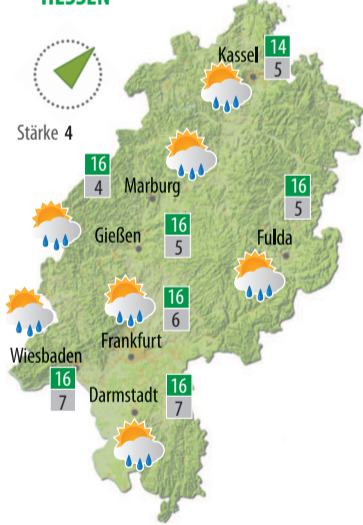 HESSEN
Kassel
14
5
Stärke 4
16
4
Marburg
16
5
Gießen
16
5
Fulda
16
6
Frankfurt
Wiesbaden
16
7
Darmstadt
16
7